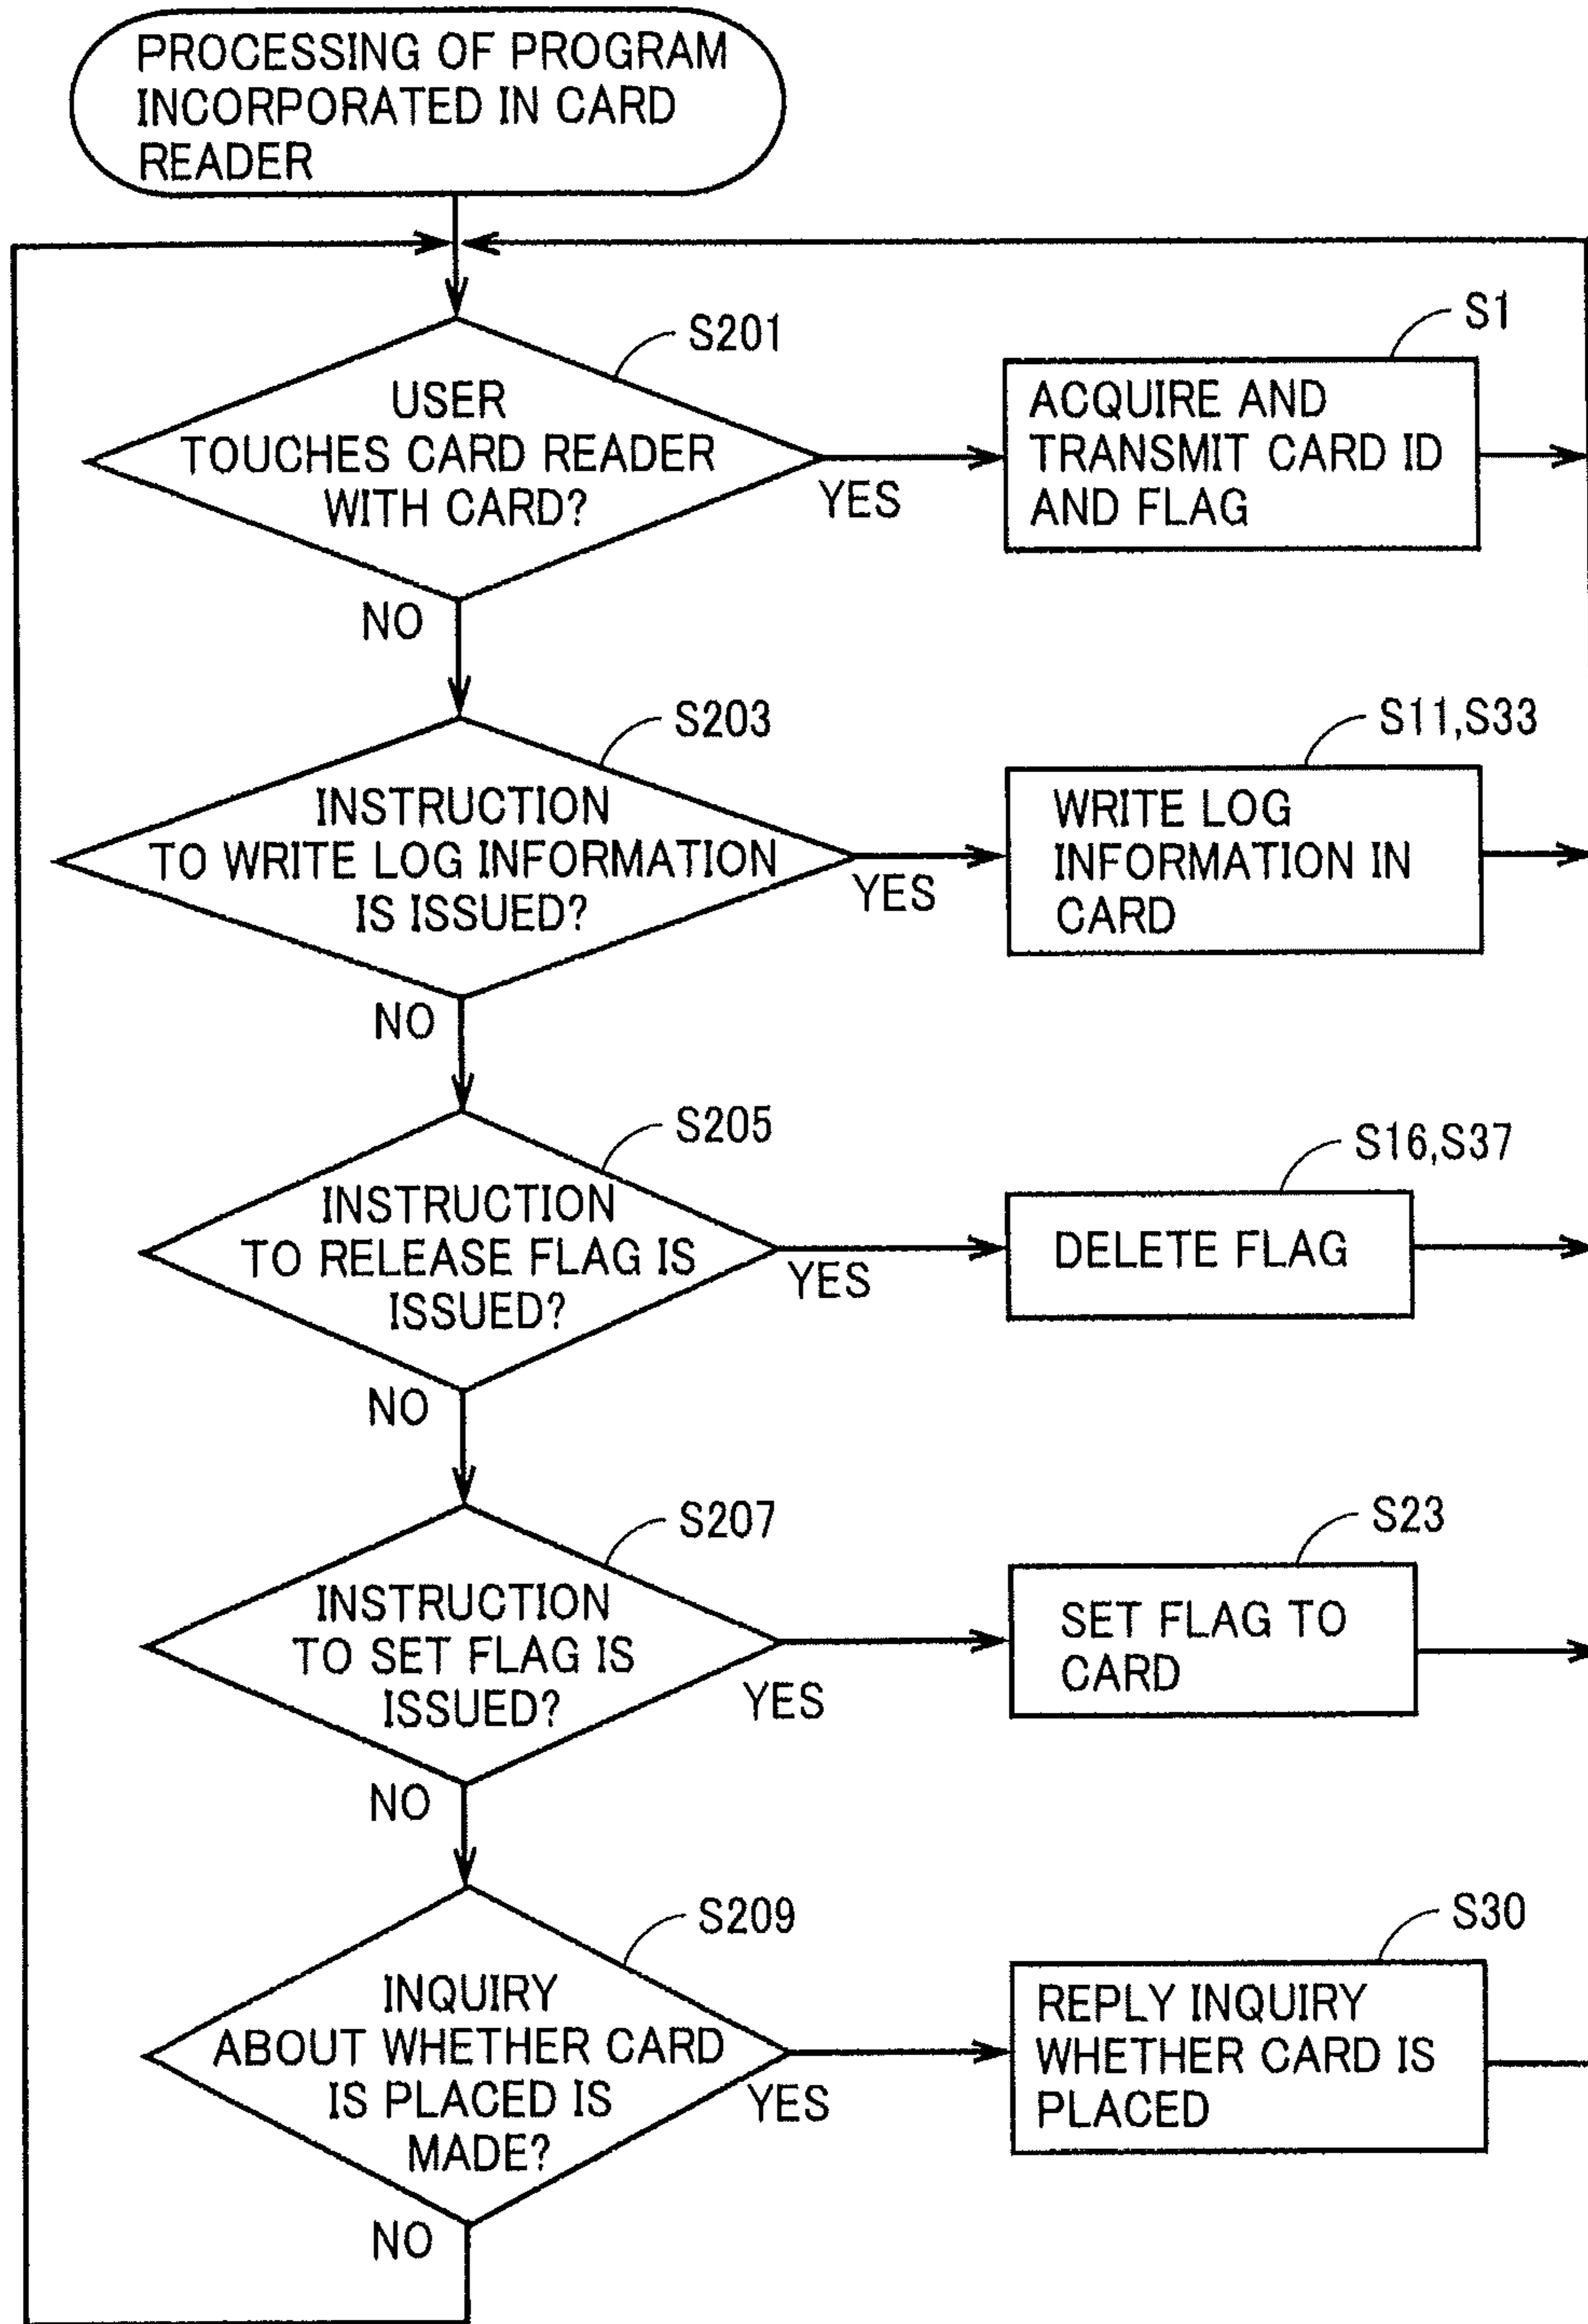 PROCESSING OF PROGRAM
INCORPORATED IN CARD
READER
S201
USER
TOUCHES CARD READER
WITH CARD?
YES
NO
S1
ACQUIRE AND
TRANSMIT CARD ID
AND FLAG
S203
INSTRUCTION
TO WRITE LOG INFORMATION
IS ISSUED?
YES
NO
S11,S33
WRITE LOG
INFORMATION IN
CARD
S205
INSTRUCTION
TO RELEASE FLAG IS
ISSUED?
YES
NO
S16,S37
DELETE FLAG
S207
INSTRUCTION
TO SET FLAG IS
ISSUED?
YES
NO
S23
SET FLAG TO
CARD
S209
INQUIRY
ABOUT WHETHER CARD
IS PLACED IS
MADE?
YES
NO
S30
REPLY INQUIRY
WHETHER CARD IS
PLACED